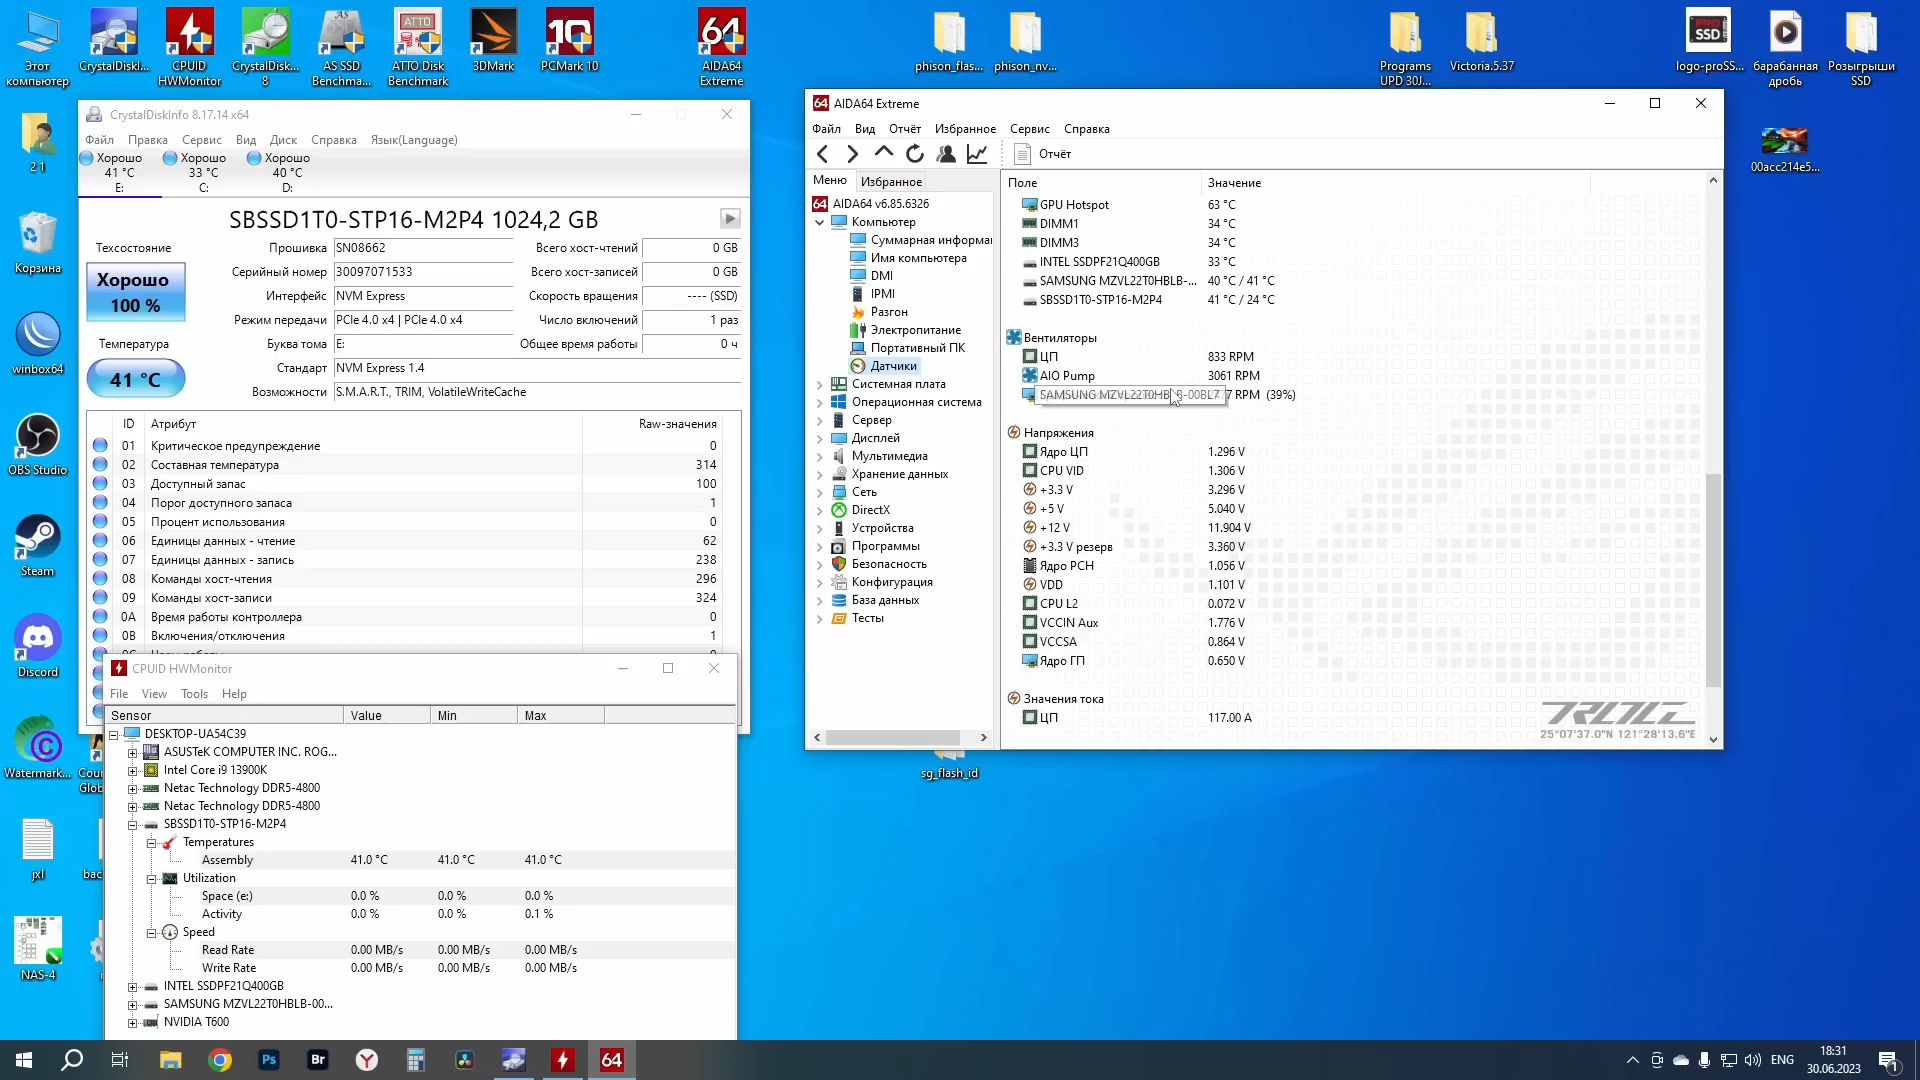 Этот компьютер
CrystalDiskI...
CPUID HWMonitor
CrystalDisk... 8
AS SSD Benchma...
ATTO Disk Benchmark
3DMark
PCMark 10
AIDA64 Extreme
phison_flas...
phison_nv...
Programs UPD 30J...
Victoria.5.37
logo-proSS...
барабанная дробь
Розыгрыши SSD
2 1
Корзина
winbox64
OBS Studio
Steam
Discord
Watermark...
jxl
NAS-4
00acc214e5...
sg_flash_id
CrystalDiskInfo 8.17.14 x64
Файл Правка Сервис Вид Диск Справка Язык(Language)
Хорошо Хорошо Хорошо
41 °C 33 °C 40 °C
E: C: D:
SBSSD1T0-STP16-M2P4 1024,2 GB
Техсостояние
Хорошо
100 %
Температура
41 °C
Прошивка SN08662 Всего хост-чтений 0 GB
Серийный номер 30097071533 Всего хост-записей 0 GB
Интерфейс NVM Express Скорость вращения ---- (SSD)
Режим передачи PCIe 4.0 x4 | PCIe 4.0 x4 Число включений 1 раз
Буква тома E: Общее время работы 0 ч
Стандарт NVM Express 1.4
Возможности S.M.A.R.T., TRIM, VolatileWriteCache
ID Атрибут Raw-значения
01 Критическое предупреждение 0
02 Составная температура 314
03 Доступный запас 100
04 Порог доступного запаса 1
05 Процент использования 0
06 Единицы данных - чтение 62
07 Единицы данных - запись 238
08 Команды хост-чтения 296
09 Команды хост-записи 324
0A Время работы контроллера 0
0B Включения/отключения 1
CPUID HWMonitor
File View Tools Help
Sensor Value Min Max
DESKTOP-UA54C39
ASUSTeK COMPUTER INC. ROG...
Intel Core i9 13900K
Netac Technology DDR5-4800
Netac Technology DDR5-4800
SBSSD1T0-STP16-M2P4
Temperatures
Assembly 41.0 °C 41.0 °C 41.0 °C
Utilization
Space (e:) 0.0 % 0.0 % 0.0 %
Activity 0.0 % 0.0 % 0.1 %
Speed
Read Rate 0.00 MB/s 0.00 MB/s 0.00 MB/s
Write Rate 0.00 MB/s 0.00 MB/s 0.00 MB/s
INTEL SSDPF21Q400GB
SAMSUNG MZVL22T0HBLB-00...
NVIDIA T600
AIDA64 Extreme
Файл Вид Отчёт Избранное Сервис Справка
Отчёт
Меню Избранное
AIDA64 v6.85.6326
Компьютер
Суммарная информа
Имя компьютера
DMI
IPMI
Разгон
Электропитание
Портативный ПК
Датчики
Системная плата
Операционная система
Сервер
Дисплей
Мультимедиа
Хранение данных
Сеть
DirectX
Устройства
Программы
Безопасность
Конфигурация
База данных
Тесты
Поле Значение
GPU Hotspot 63 °C
DIMM1 34 °C
DIMM3 34 °C
INTEL SSDPF21Q400GB 33 °C
SAMSUNG MZVL22T0HBLB-... 40 °C / 41 °C
SBSSD1T0-STP16-M2P4 41 °C / 24 °C
Вентиляторы
ЦП 833 RPM
AIO Pump 3061 RPM
SAMSUNG MZVL22T0HBLB-00BL7 7 RPM (39%)
Напряжения
Ядро ЦП 1.296 V
CPU VID 1.306 V
+3.3 V 3.296 V
+5 V 5.040 V
+12 V 11.904 V
+3.3 V резерв 3.360 V
Ядро PCH 1.056 V
VDD 1.101 V
CPU L2 0.072 V
VCCIN Aux 1.776 V
VCCSA 0.864 V
Ядро ГП 0.650 V
Значения тока
ЦП 117.00 A
25°07'37.0"N 121°28'13.6"E
ENG
18:31
30.06.2023